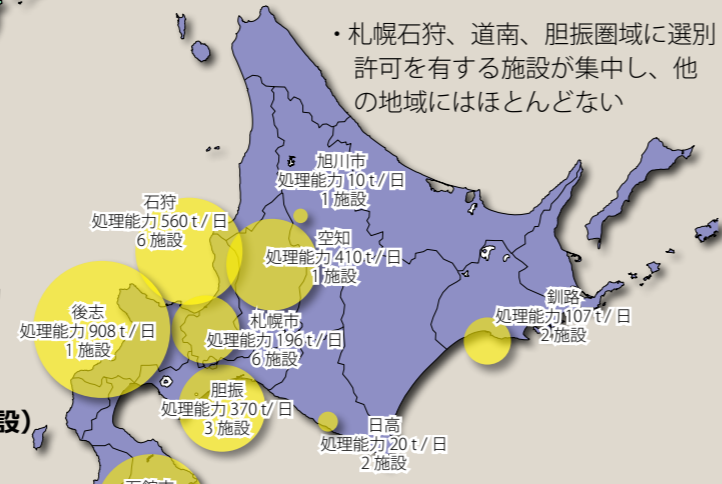 ・札幌石狩、道南、胆振圏域に選別
許可を有する施設が集中し、他
の地域にはほとんどない
旭川市
処理能力 10 t / 日
1 施設
石狩
処理能力 560 t / 日
6 施設
空知
処理能力 410 t / 日
1 施設
後志
処理能力 908 t / 日
1 施設
札幌市
処理能力 196 t / 日
6 施設
釧路
処理能力 107 t / 日
2 施設
胆振
処理能力 370 t / 日
3 施設
日高
処理能力 20 t / 日
2 施設
設）